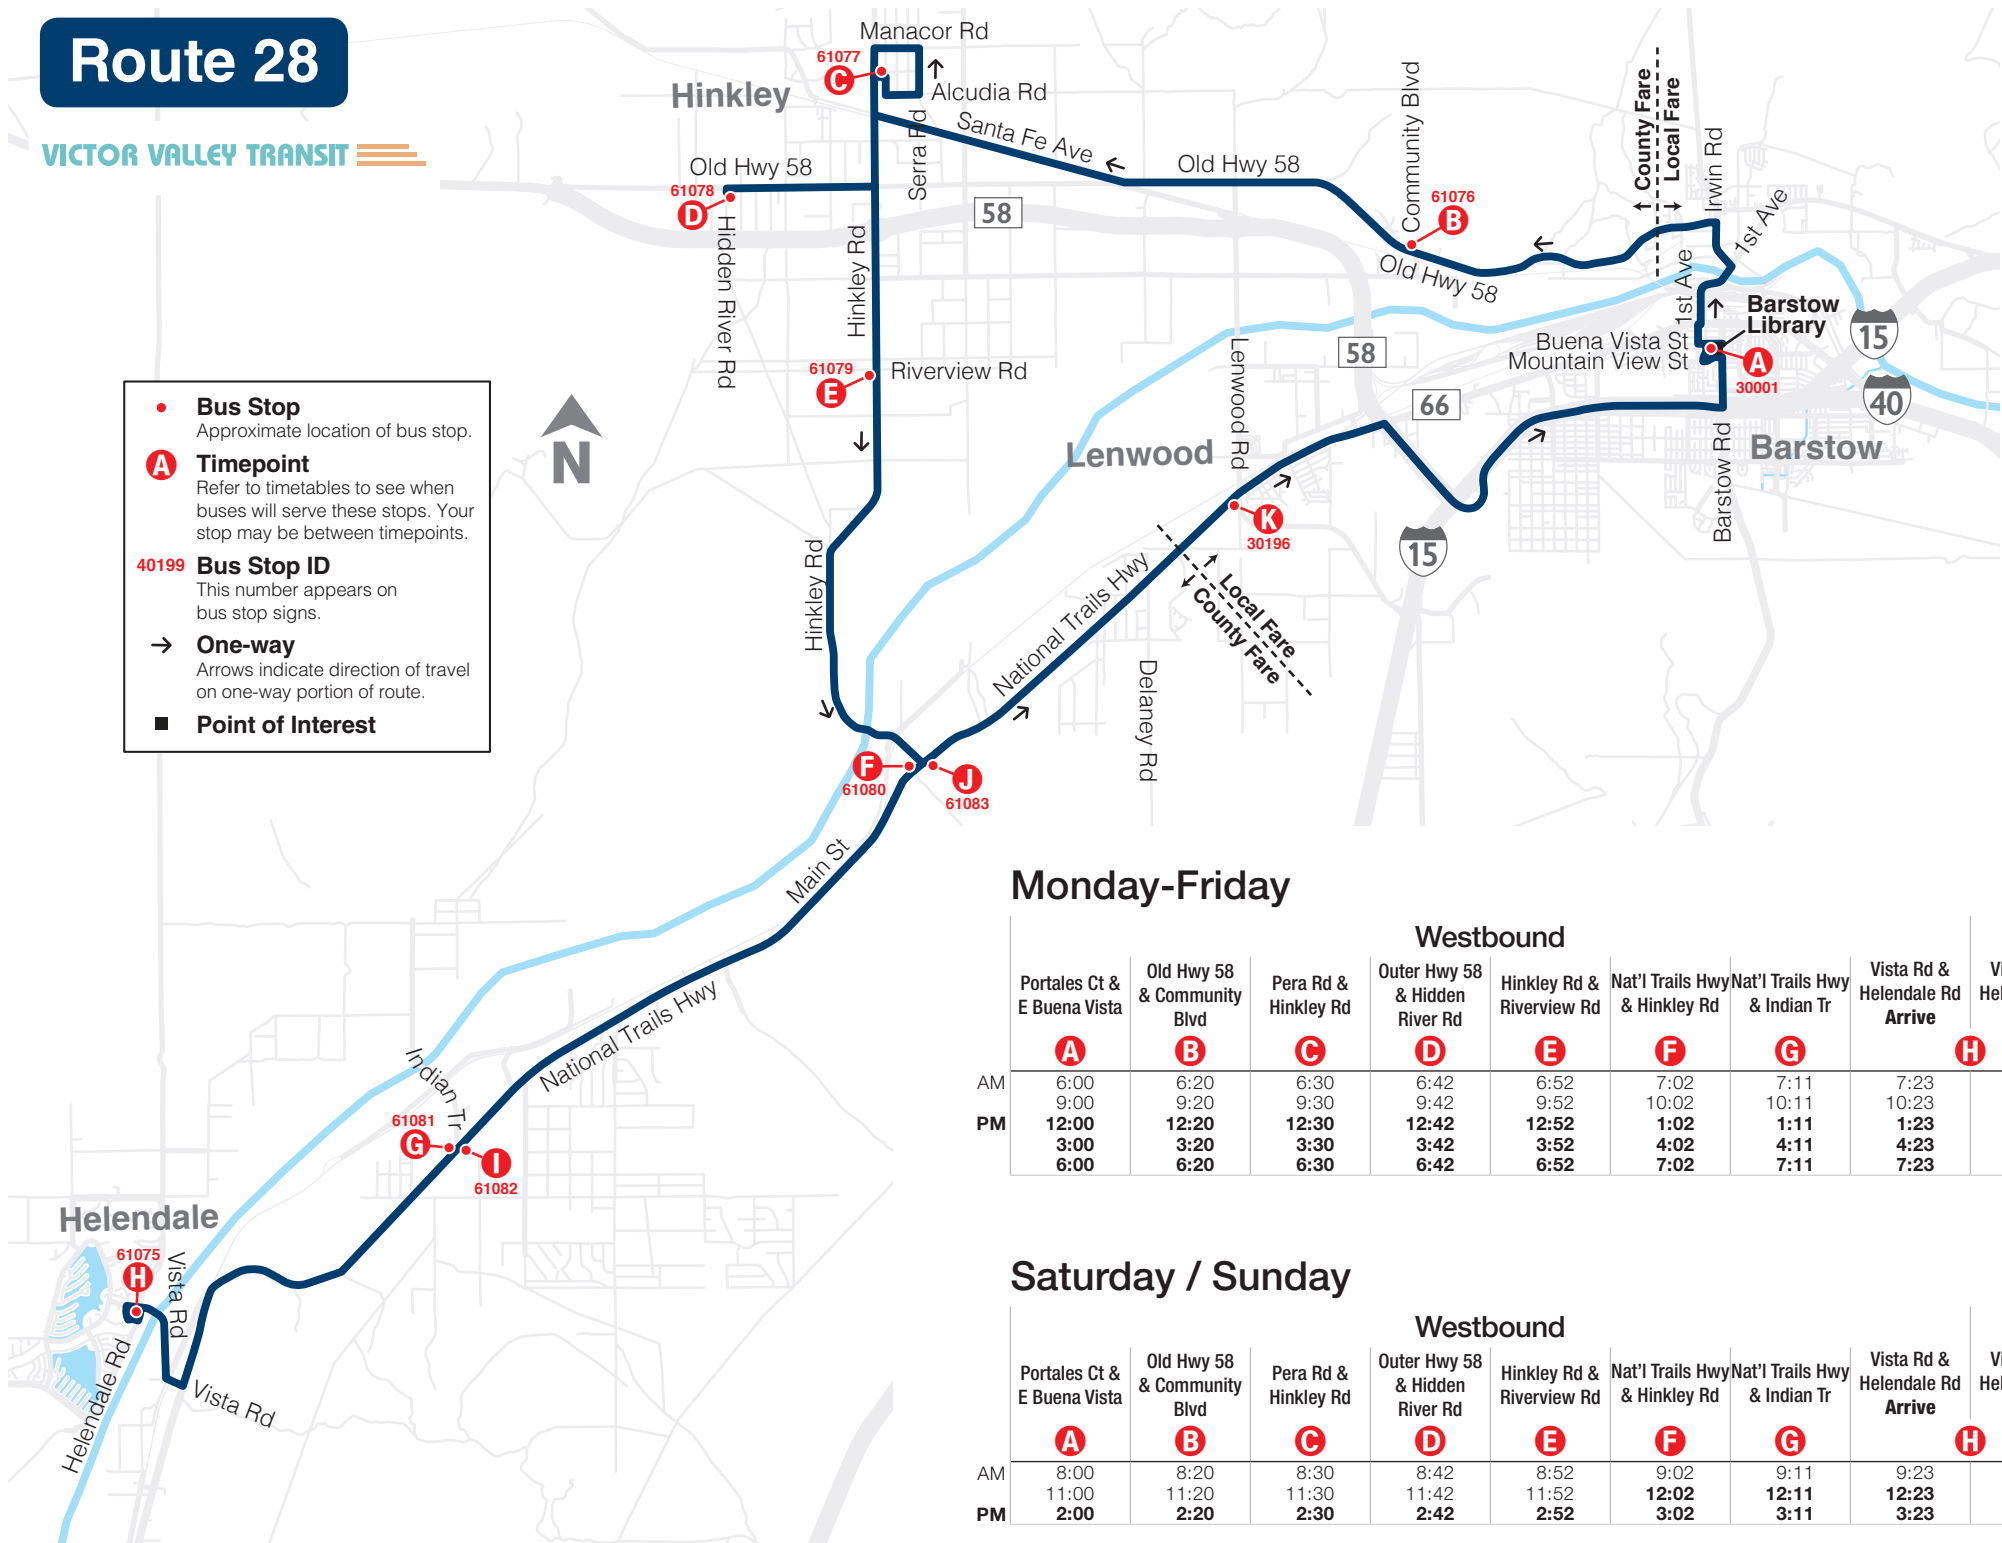 Route 28
VICTOR VALLEY TRANSIT
Manacor Rd
61077
C
Hinkley
Alcudia Rd
Serra Rd
Santa Fe Ave
Old Hwy 58
Old Hwy 58
61078
D
Hidden River Rd
58
Hinkley Rd
Community Blvd
61076
B
Old Hwy 58
County Fare
Local Fare
Irwin Rd
1st Ave
1st Ave
Barstow
Library
Buena Vista St
Mountain View St
A
30001
15
40
58
66
Lenwood Rd
Lenwood
Barstow
Barstow Rd
61079
E
Riverview Rd
K
30196
15
Bus Stop
Approximate location of bus stop.
A
Timepoint
Refer to timetables to see when
buses will serve these stops. Your
stop may be between timepoints.
40199
Bus Stop ID
This number appears on
bus stop signs.
One-way
Arrows indicate direction of travel
on one-way portion of route.
Point of Interest
N
Hinkley Rd
National Trails Hwy
Local Fare
County Fare
Delaney Rd
F
61080
J
61083
Main St
National Trails Hwy
Indian Tr
61081
G
I
61082
Helendale
61075
H
Vista Rd
Helendale Rd
Vista Rd
Monday-Friday
Westbound
Portales Ct &
E Buena Vista
Old Hwy 58
& Community
Blvd
Pera Rd &
Hinkley Rd
Outer Hwy 58
& Hidden
River Rd
Hinkley Rd &
Riverview Rd
Nat'l Trails Hwy
& Hinkley Rd
Nat'l Trails Hwy
& Indian Tr
Vista Rd &
Helendale Rd
Arrive
Vi
Hel
A B C D E F G H
AM 6:00 6:20 6:30 6:42 6:52 7:02 7:11 7:23
9:00 9:20 9:30 9:42 9:52 10:02 10:11 10:23
PM 12:00 12:20 12:30 12:42 12:52 1:02 1:11 1:23
3:00 3:20 3:30 3:42 3:52 4:02 4:11 4:23
6:00 6:20 6:30 6:42 6:52 7:02 7:11 7:23
Saturday / Sunday
Westbound
Portales Ct &
E Buena Vista
Old Hwy 58
& Community
Blvd
Pera Rd &
Hinkley Rd
Outer Hwy 58
& Hidden
River Rd
Hinkley Rd &
Riverview Rd
Nat'l Trails Hwy
& Hinkley Rd
Nat'l Trails Hwy
& Indian Tr
Vista Rd &
Helendale Rd
Arrive
Vi
Hel
A B C D E F G H
AM 8:00 8:20 8:30 8:42 8:52 9:02 9:11 9:23
11:00 11:20 11:30 11:42 11:52 12:02 12:11 12:23
PM 2:00 2:20 2:30 2:42 2:52 3:02 3:11 3:23